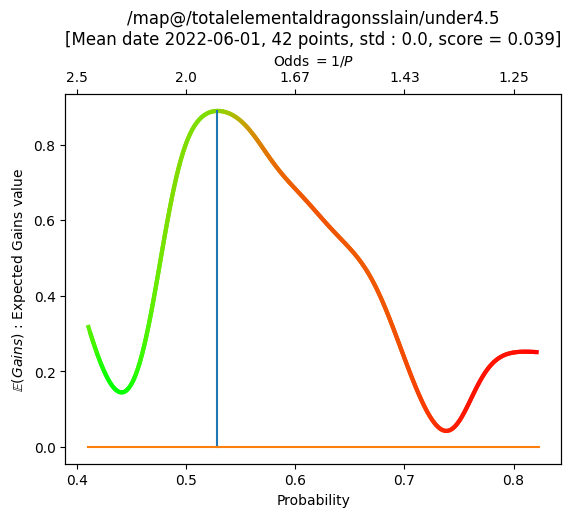 /map@/totalelementaldragonsslain/under4.5
[Mean date 2022-06-01, 42 points, std : 0.0, score = 0.039]
Odds = 1/P
2.5 2.0 1.67 1.43 1.25
𝔼(Gains) : Expected Gains value
0.8
0.6
0.4
0.2
0.0
0.4 0.5 0.6 0.7 0.8
Probability